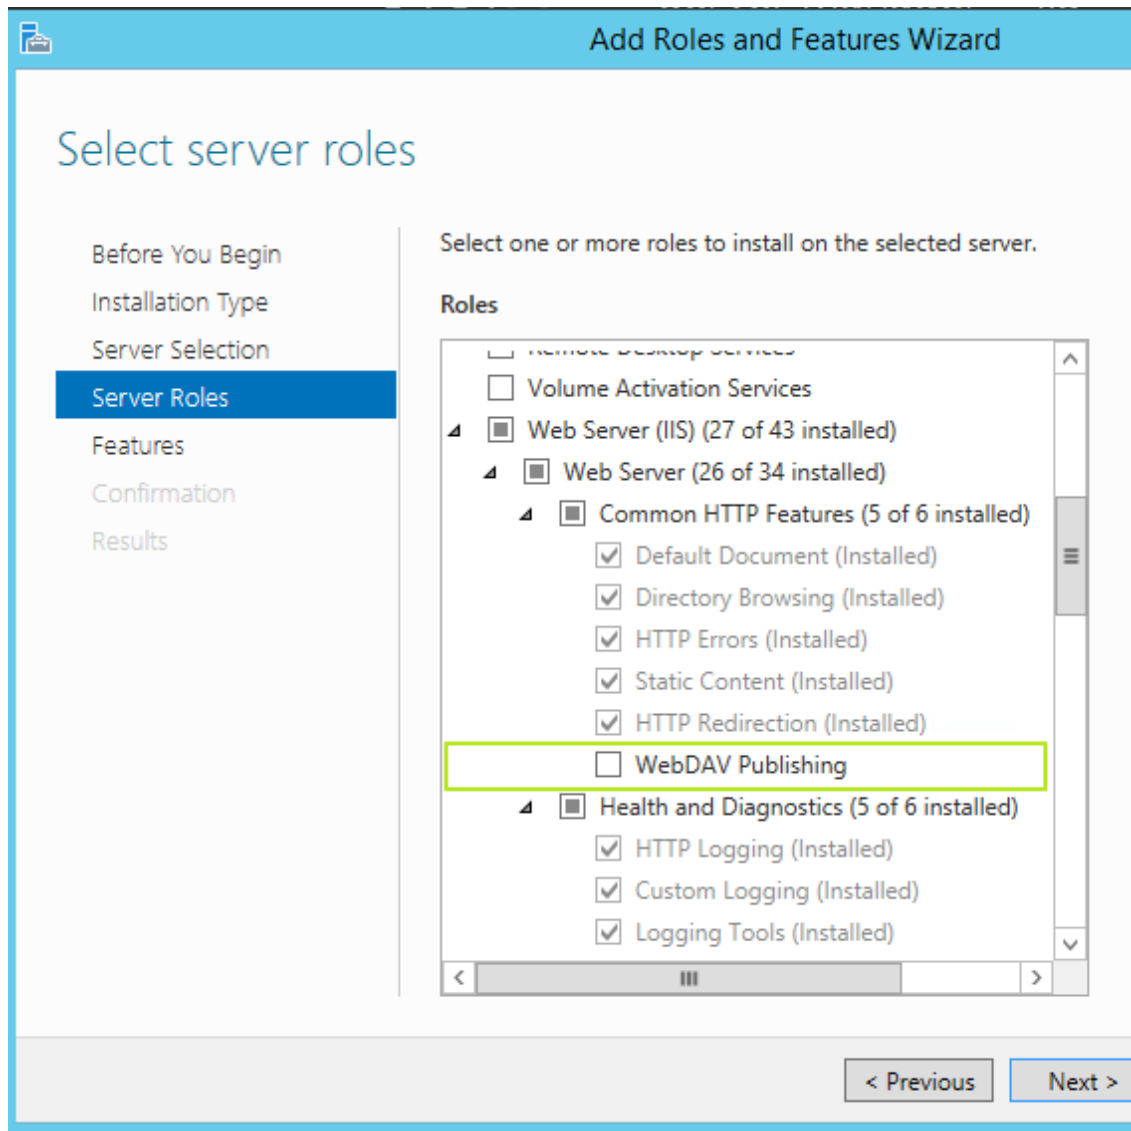 Add Roles and Features Wizard
Select server roles
Before You Begin
Installation Type
Server Selection
Server Roles
Features
Confirmation
Results
Select one or more roles to install on the selected server.
Roles
Remote Desktop Services
Volume Activation Services
Web Server (IIS) (27 of 43 installed)
Web Server (26 of 34 installed)
Common HTTP Features (5 of 6 installed)
Default Document (Installed)
Directory Browsing (Installed)
HTTP Errors (Installed)
Static Content (Installed)
HTTP Redirection (Installed)
WebDAV Publishing
Health and Diagnostics (5 of 6 installed)
HTTP Logging (Installed)
Custom Logging (Installed)
Logging Tools (Installed)
< Previous
Next >